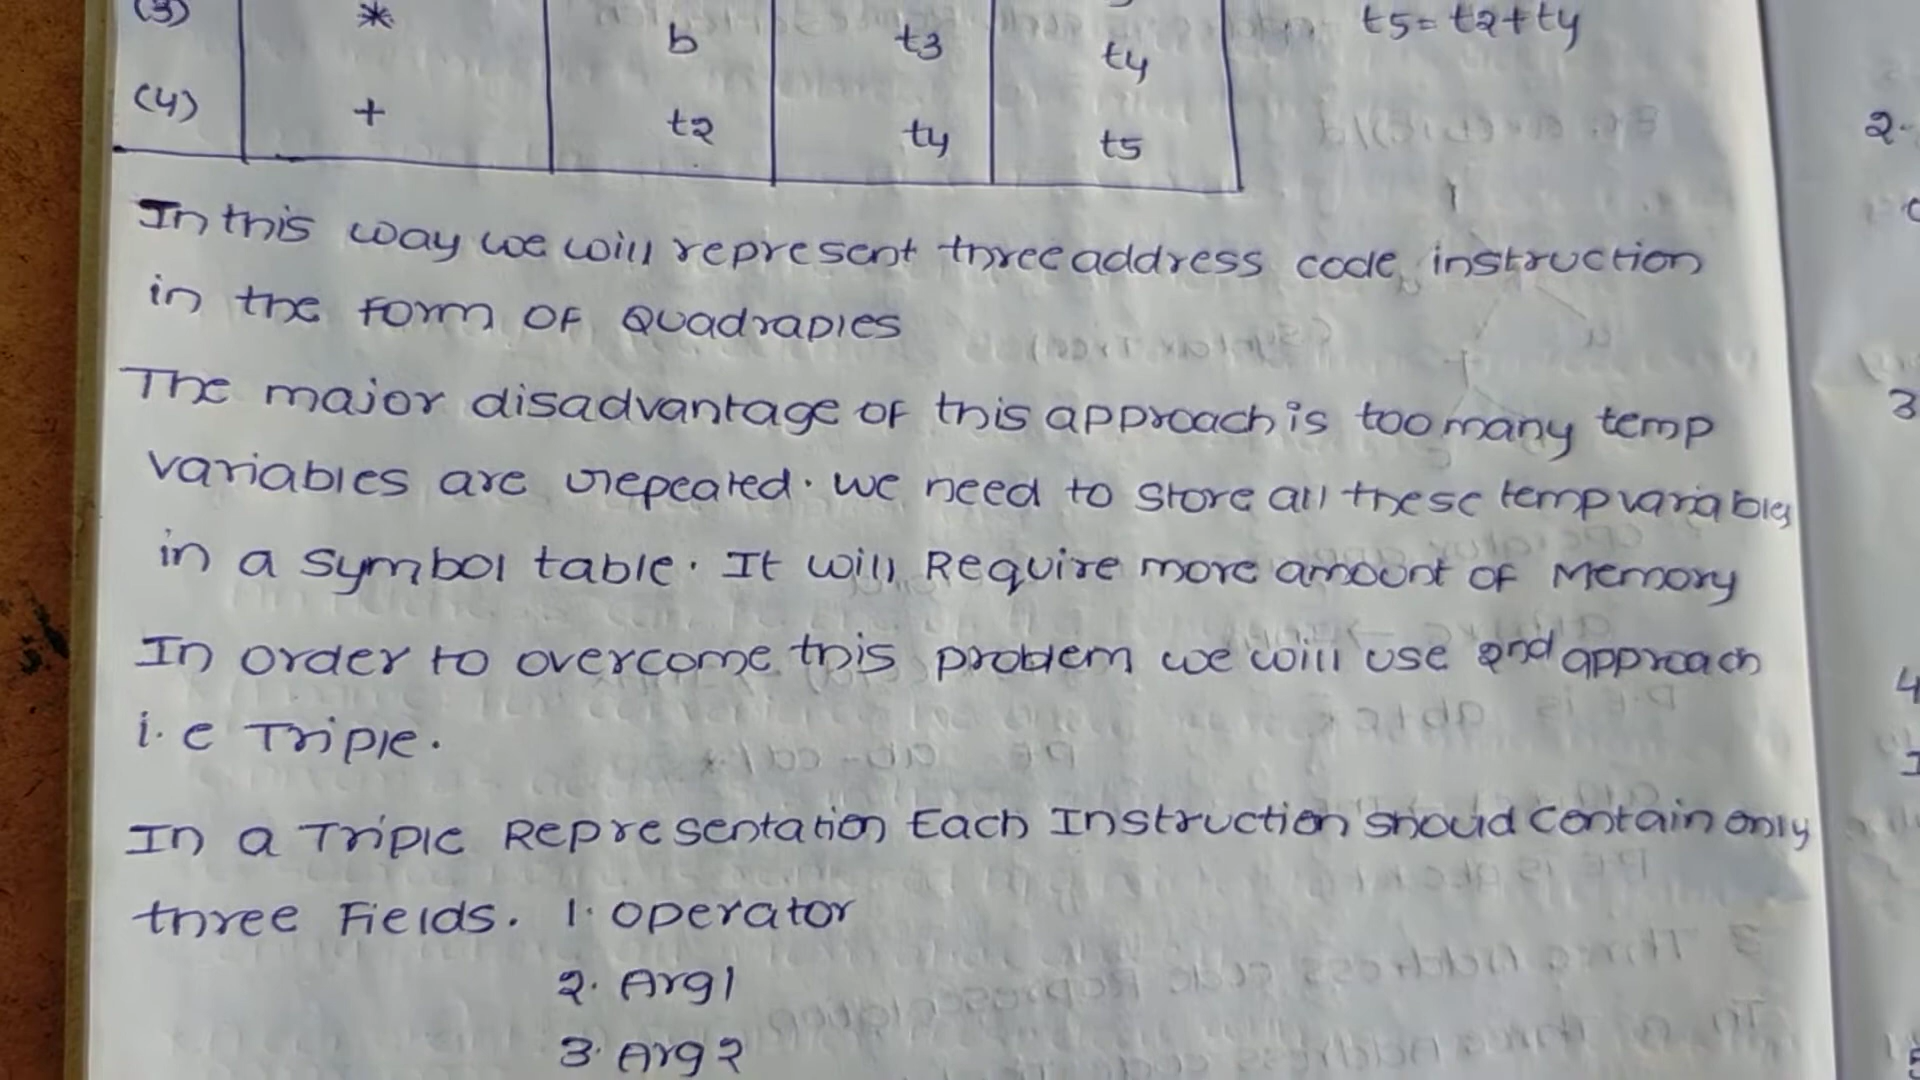 (3) * b t3 t4 t5=t2+t4
(4) + t2 t4 t5
In this way we will represent three address code instruction
in the form of Quadraples
The major disadvantage of this approach is too many temp
variables are repeated. we need to store all these temp variables
in a symbol table. It will Require more amount of Memory
In order to overcome this problem we will use 2nd approach
i.e Triple.
In a Triple Representation Each Instruction should contain only
three Fields. 1. operator
2. Arg1
3. Arg2
2.
3
4